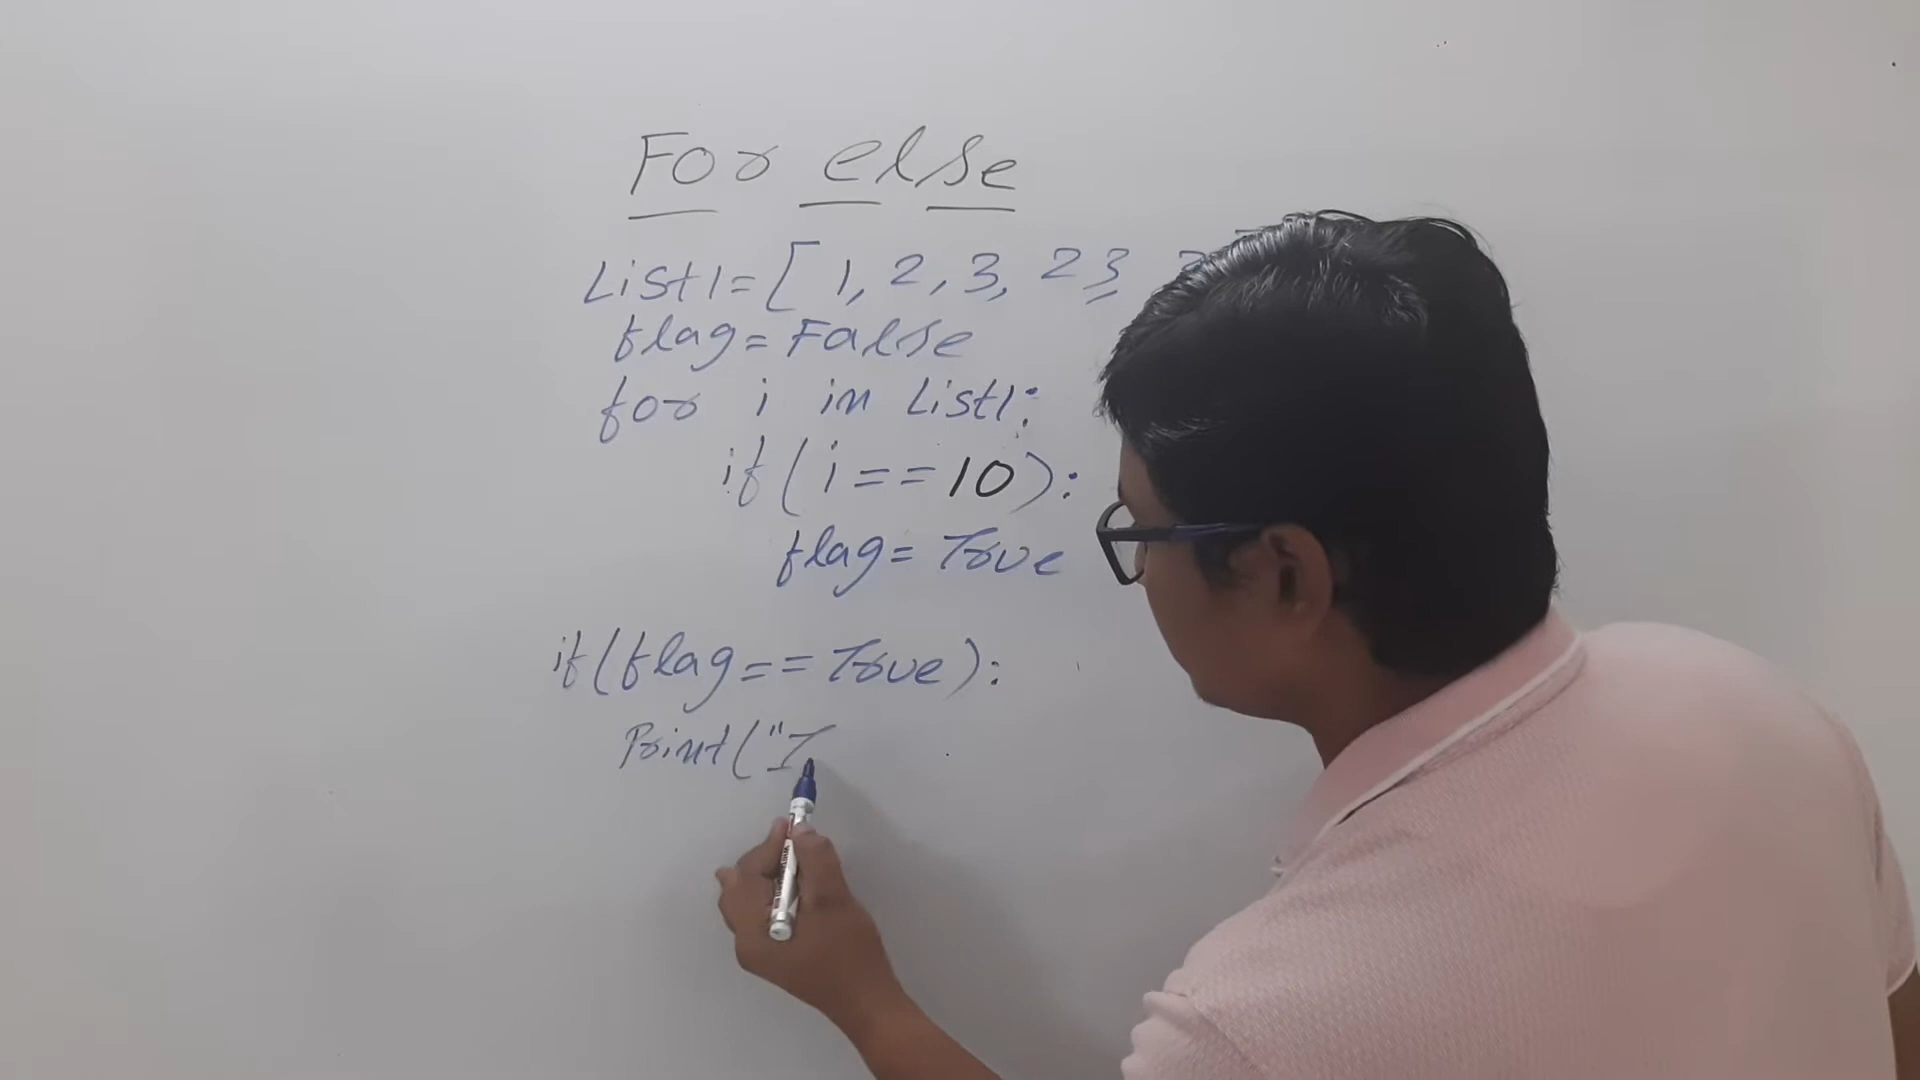 For else
List1=[ 1, 2, 3, 23,
flag=False
for i in List1:
if(i==10):
flag=True
if(flag==True):
Print("I